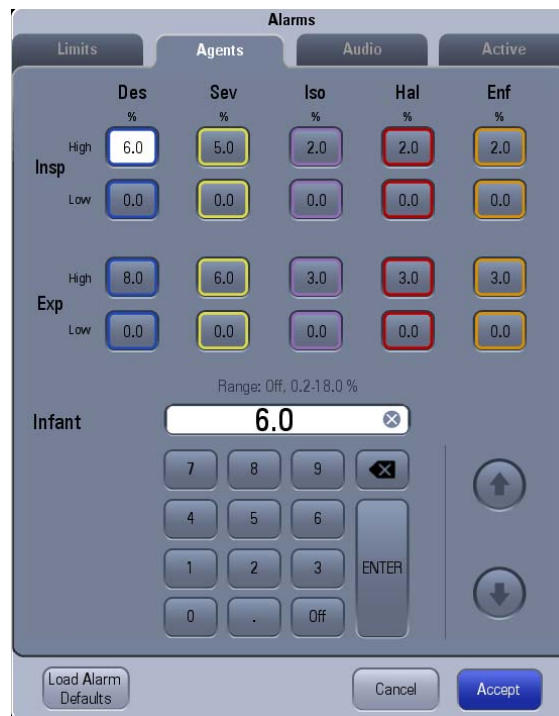 Alarms
Limits Agents Audio Active
Des Sev Iso Hal Enf
% % % % %
High 6.0 5.0 2.0 2.0 2.0
Insp
Low 0.0 0.0 0.0 0.0 0.0
High 8.0 6.0 3.0 3.0 3.0
Exp
Low 0.0 0.0 0.0 0.0 0.0
Range: Off, 0.2-18.0 %
Infant 6.0
7 8 9
4 5 6
1 2 3 ENTER
0 . Off
Load Alarm
Defaults
Cancel Accept